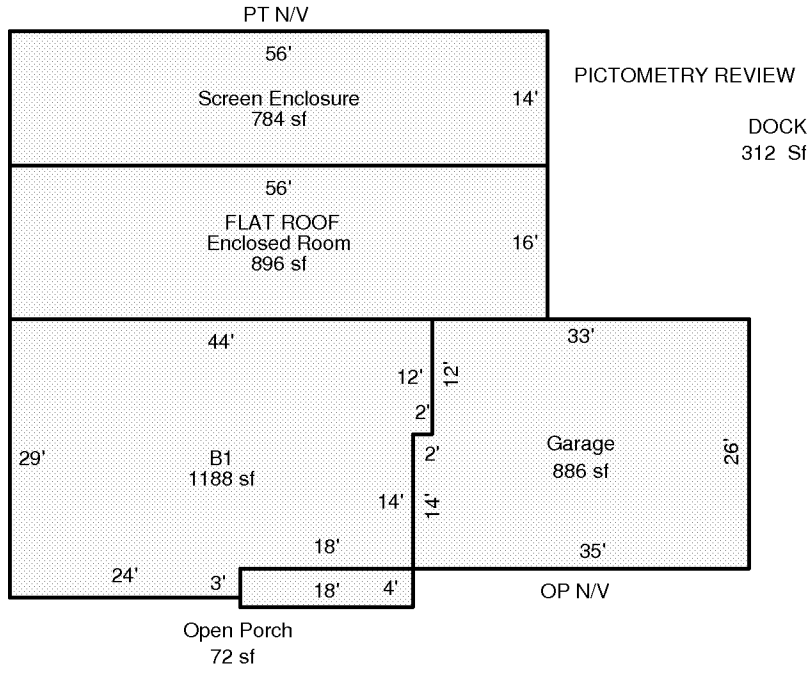 PT N/V
56'
PICTOMETRY REVIEW
Screen Enclosure
784 sf
14'
DOCK
312 Sf
56'
FLAT ROOF
Enclosed Room
896 sf
16'
44'
33'
12'
12'
2'
29'
B1
1188 sf
2'
Garage
886 sf
26'
14'
14'
18'
35'
24'
3'
18'
4'
OP N/V
Open Porch
72 sf